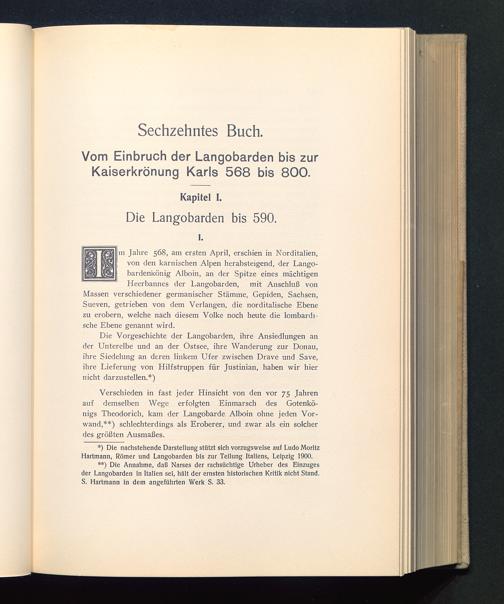 Sechzehntes Buch.
Vom Einbruch der Langobarden bis zur
Kaiserkrönung Karls 568 bis 800.
Kapitel I.
Die Langobarden bis 590.
I.
Im Jahre 568, am ersten April, erschien in Norditalien,
von den karnischen Alpen herabsteigend, der Lango-
bardenkönig Alboin, an der Spitze eines mächtigen
Heerbannes der Langobarden, mit Anschluß von
Massen verschiedener germanischer Stämme, Gepiden, Sachsen,
Sueven, getrieben von dem Verlangen, die norditalische Ebene
zu erobern, welche nach diesem Volke noch heute die lombardi-
sche Ebene genannt wird.
Die Vorgeschichte der Langobarden, ihre Ansiedlungen an
der Unterelbe und an der Ostsee, ihre Wanderung zur Donau,
ihre Siedelung an deren linkem Ufer zwischen Drave und Save,
ihre Lieferung von Hilfstruppen für Justinian, haben wir hier
nicht darzustellen.*)
Verschieden in fast jeder Hinsicht von den vor 75 Jahren
auf demselben Wege erfolgten Einmarsch des Gotenkö-
nigs Theodorich, kam der Langobarde Alboin ohne jeden Vor-
wand,**) schlechterdings als Eroberer, und zwar als ein solcher
des größten Ausmaßes.
*) Die nachstehende Darstellung stützt sich vorzugsweise auf Ludo Moritz
Hartmann, Römer und Langobarden bis zur Teilung Italiens, Leipzig 1900.
**) Die Annahme, daß Narses der rachsüchtige Urheber des Einzuges
der Langobarden in Italien sei, hält der ernsten historischen Kritik nicht Stand.
S. Hartmann in dem angeführten Werk S. 33.